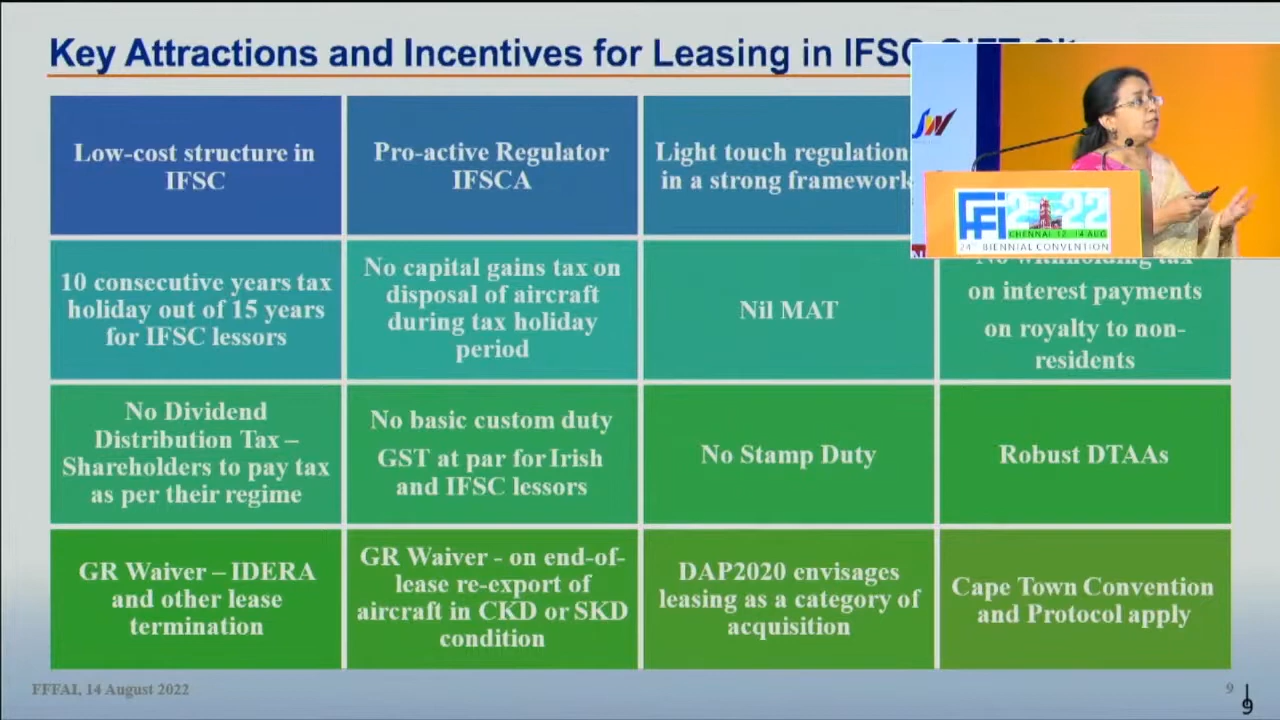 Key Attractions and Incentives for Leasing in IFSC
Low-cost structure in
IFSC
Pro-active Regulator
IFSCA
Light touch regulation
in a strong framework
10 consecutive years tax
holiday out of 15 years
for IFSC lessors
No capital gains tax on
disposal of aircraft
during tax holiday
period
Nil MAT
No withholding tax
on interest payments
on royalty to non-
residents
No Dividend
Distribution Tax –
Shareholders to pay tax
as per their regime
No basic custom duty
GST at par for Irish
and IFSC lessors
No Stamp Duty
Robust DTAAs
GR Waiver – IDERA
and other lease
termination
GR Waiver - on end-of-
lease re-export of
aircraft in CKD or SKD
condition
DAP2020 envisages
leasing as a category of
acquisition
Cape Town Convention
and Protocol apply
FFFAI, 14 August 2022
9
9
FFFI 2022
CHENNAI, 12 - 14 AUG
24TH BIENNIAL CONVENTION